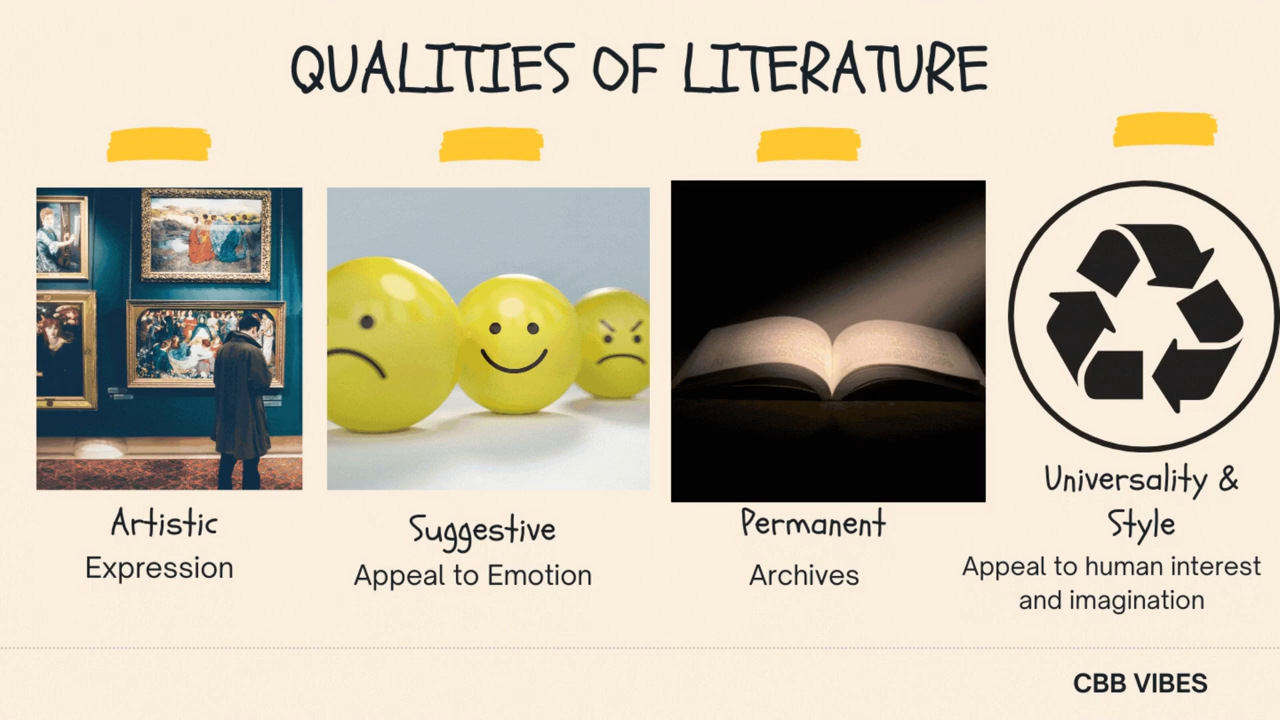 QUALITIES OF LITERATURE
Artistic
Expression
Suggestive
Appeal to Emotion
Permanent
Archives
Universality &
Style
Appeal to human interest
and imagination
CBB VIBES